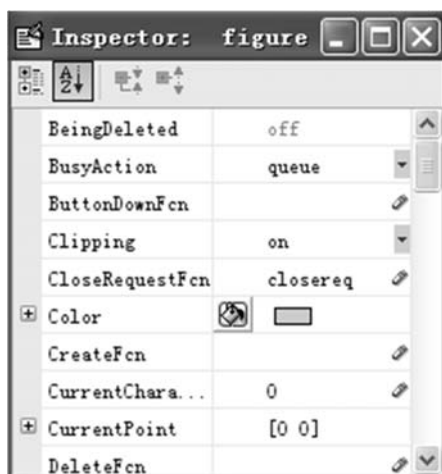 Inspector: figure
BeingDeleted off
BusyAction queue
ButtonDownFcn
Clipping on
CloseRequestFcn closereq
Color
CreateFcn
CurrentChara... 0
CurrentPoint [0 0]
DeleteFcn